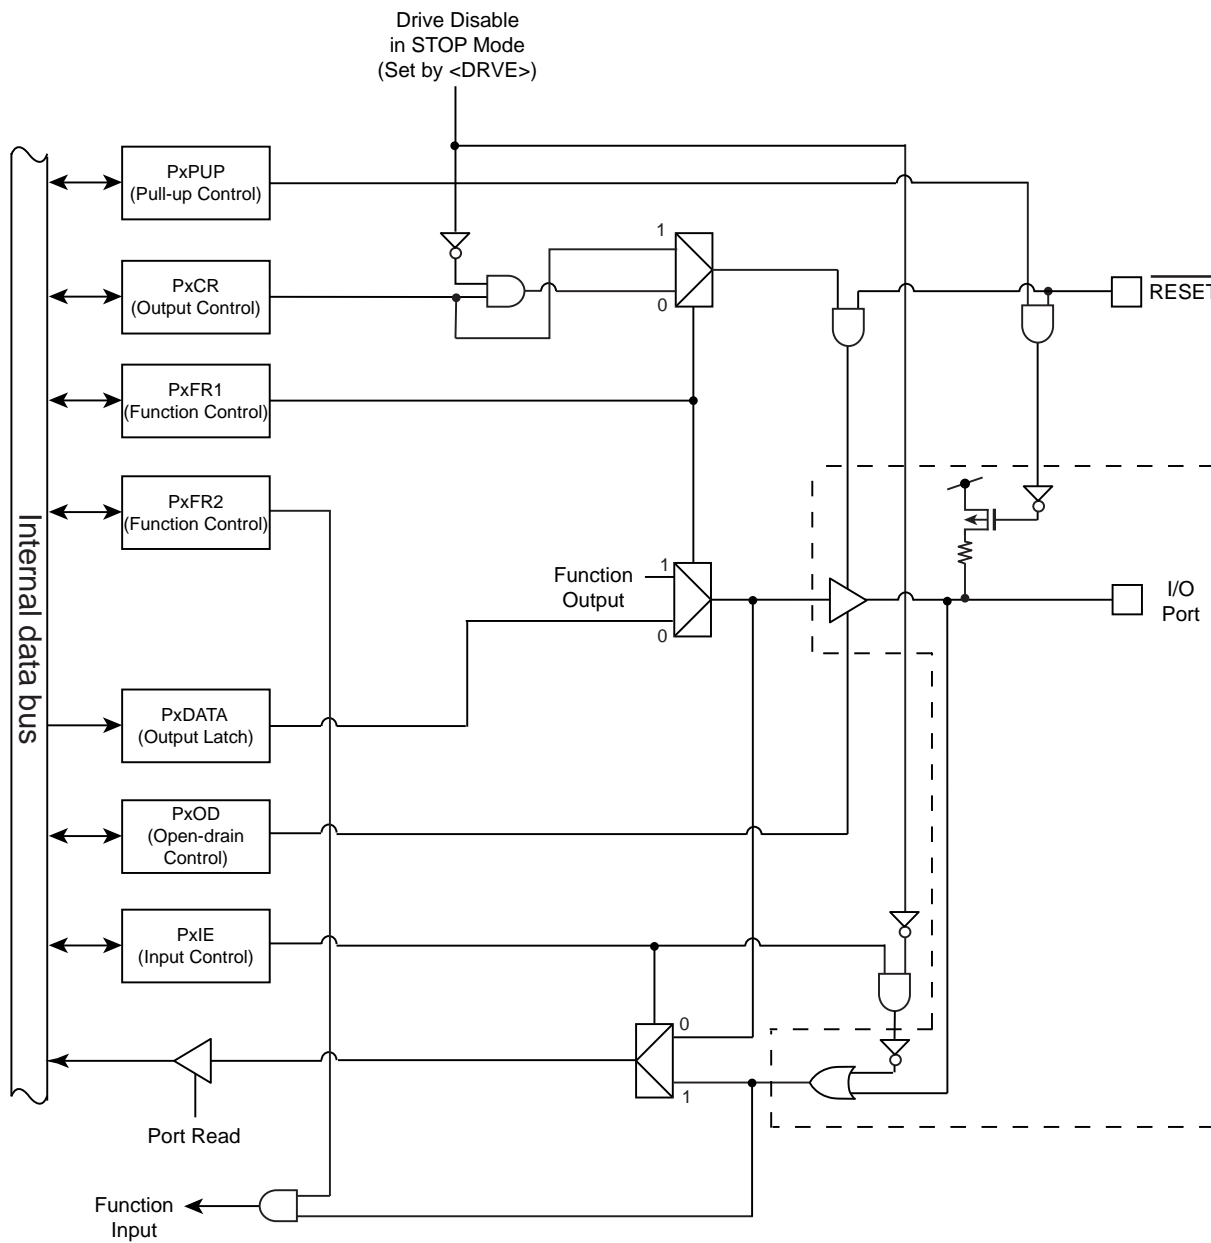 Drive Disable
in STOP Mode
(Set by <DRVE>)
PxPUP
(Pull-up Control)
1
PxCR
(Output Control)
0
RESET
PxFR1
(Function Control)
PxFR2
(Function Control)
Internal data bus
1
Function
Output
0
I/O
Port
PxDATA
(Output Latch)
PxOD
(Open-drain
Control)
PxIE
(Input Control)
0
1
Port Read
Function
Input